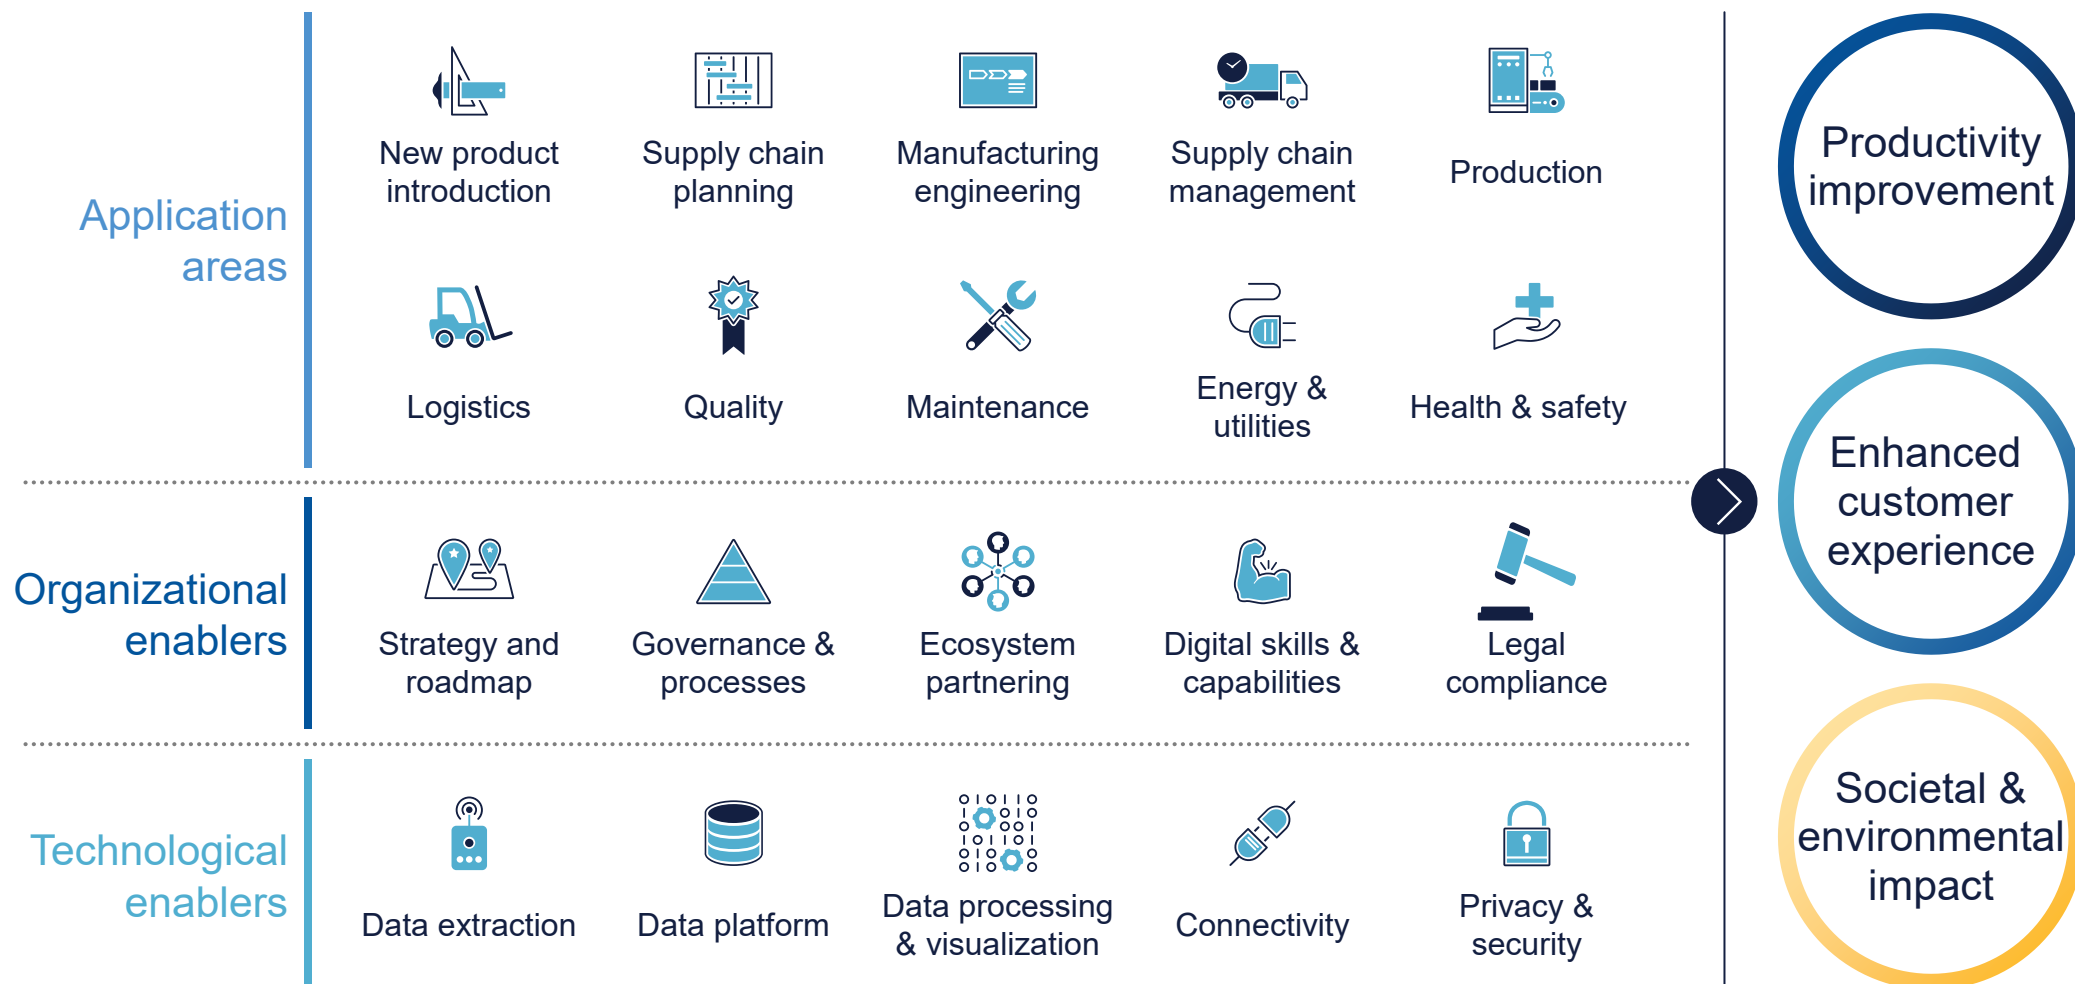 Application
areas
New product
introduction
Supply chain
planning
Manufacturing
engineering
Supply chain
management
Production
Logistics
Quality
Maintenance
Energy &
utilities
Health & safety
Organizational
enablers
Strategy and
roadmap
Governance &
processes
Ecosystem
partnering
Digital skills &
capabilities
Legal
compliance
Technological
enablers
Data extraction
Data platform
Data processing
& visualization
Connectivity
Privacy &
security
Productivity
improvement
Enhanced
customer
experience
Societal &
environmental
impact